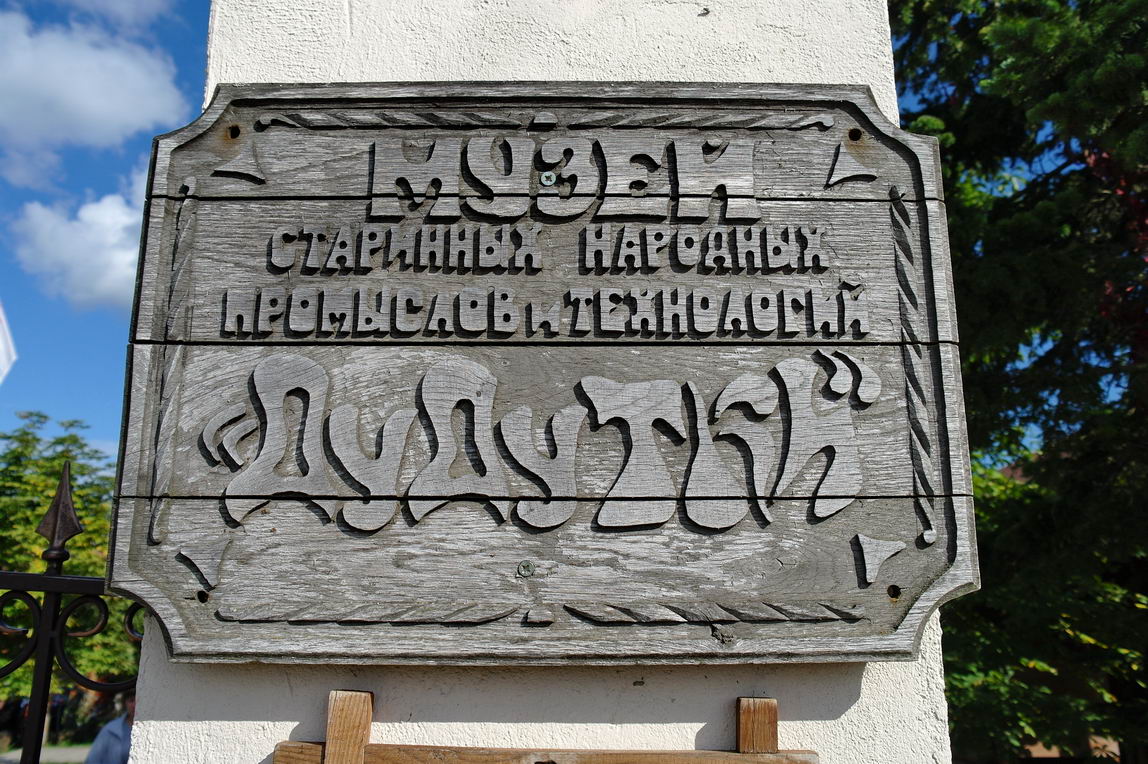 МУЗЕЙ
СТАРИННЫХ НАРОДНЫХ
ПРОМЫСЛОВ И ТЕХНОЛОГИЙ
„ДУДУТКИ”